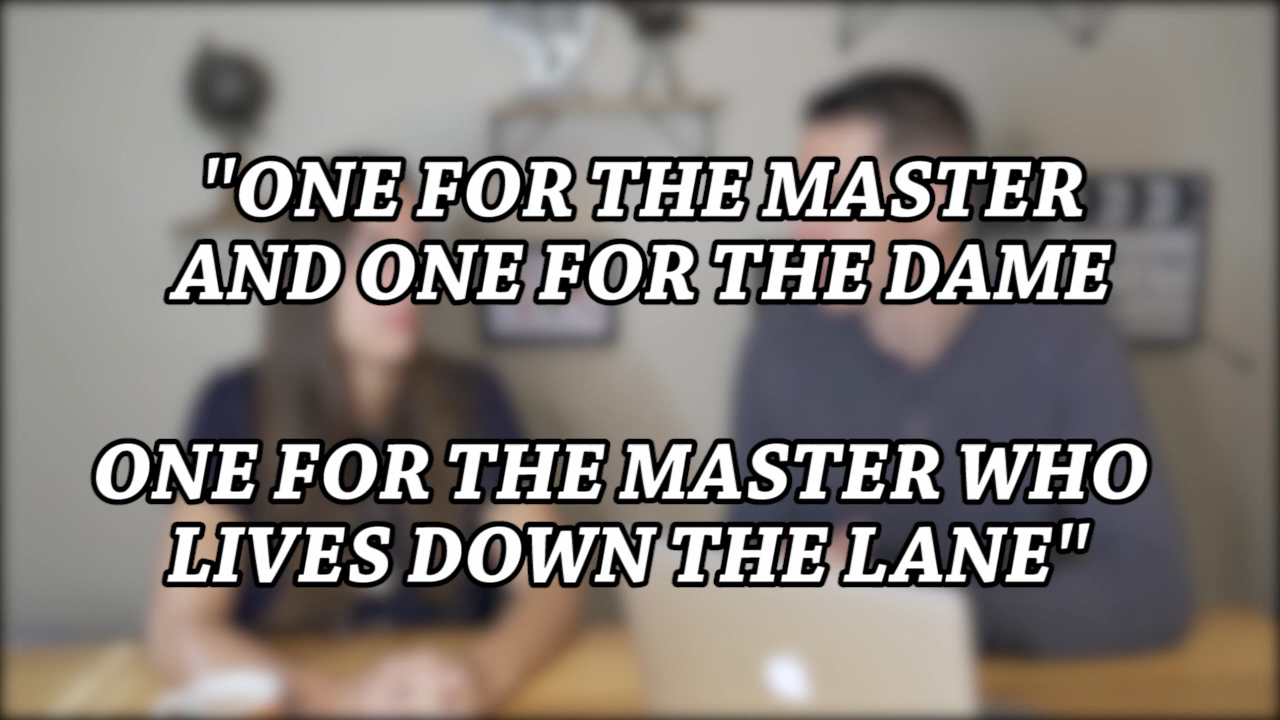 "ONE FOR THE MASTER
AND ONE FOR THE DAME
ONE FOR THE MASTER WHO
LIVES DOWN THE LANE"